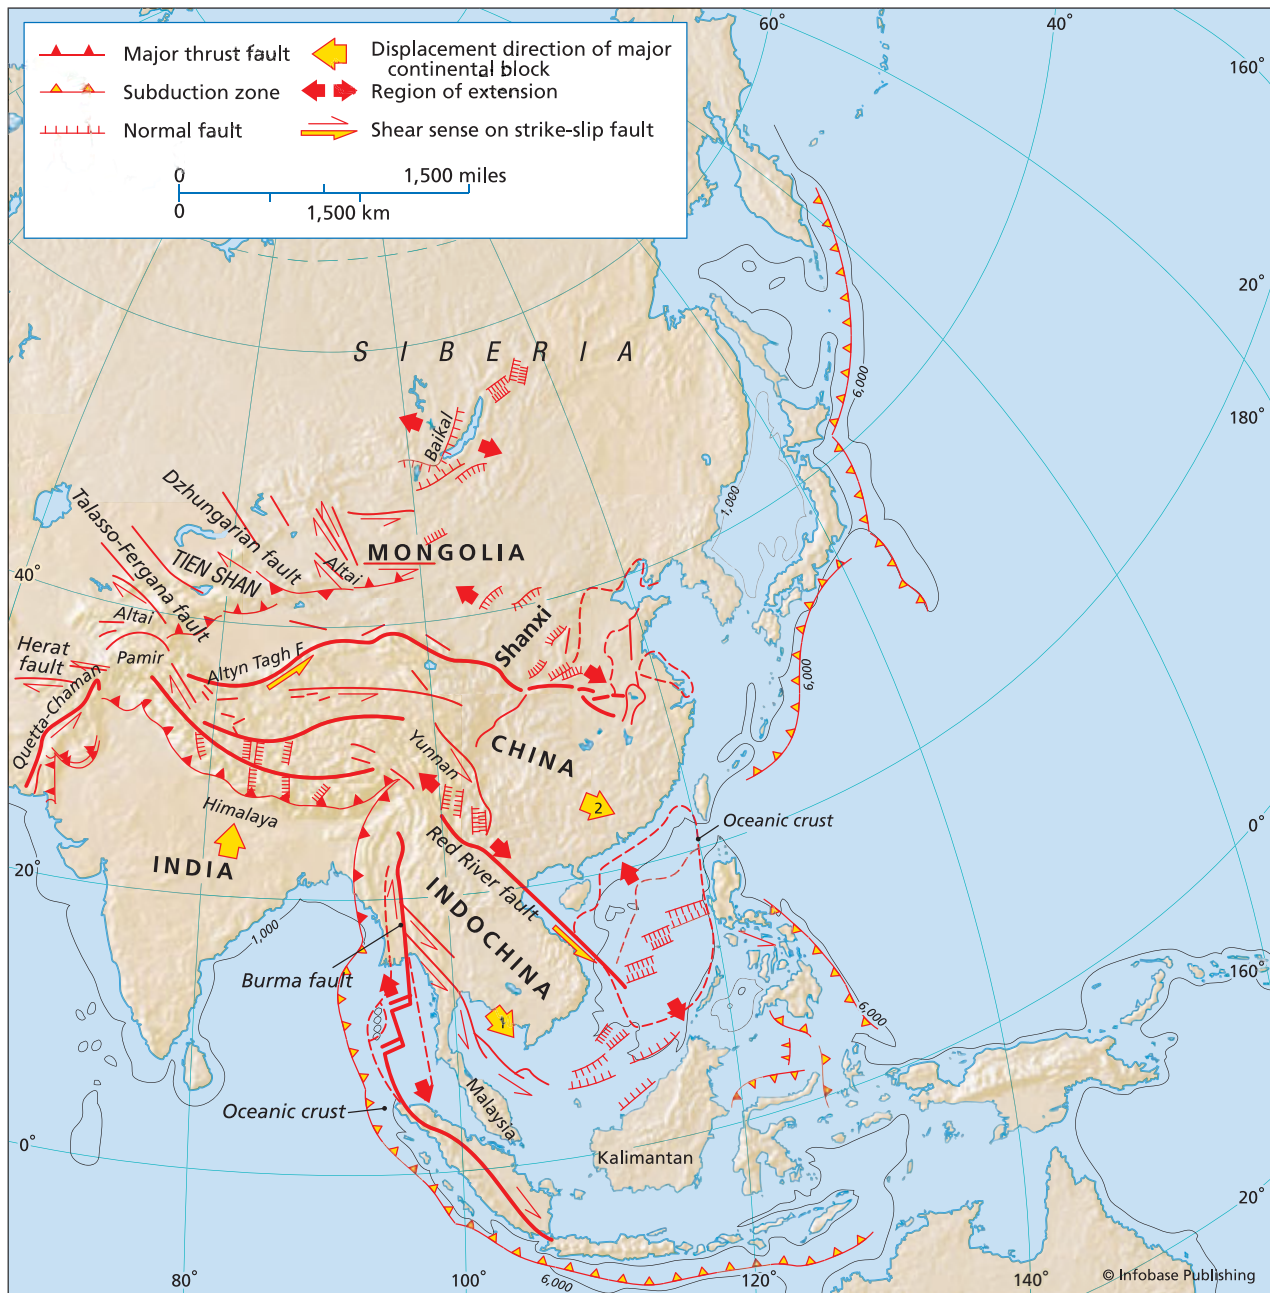 Major thrust fault
Subduction zone
Normal fault
Displacement direction of major
continental block
Region of extension
Shear sense on strike-slip fault
0
1,500 miles
0
1,500 km
60°
40°
160°
20°
180°
0°
160°
20°
140°
120°
100°
80°
0°
20°
40°
SIBERIA
Baikal
6,000
1,000
Dzhungarian fault
Talasso-Fergana fault
TIEN SHAN
Altai
MONGOLIA
Altai
Herat
fault
Pamir
Altyn Tagh F
Shanxi
Quetta-Chaman
6,000
CHINA
Yunnan
Himalaya
2
Oceanic crust
INDIA
Red River fault
INDOCHINA
1,000
Burma fault
1
6,000
Oceanic crust
Malaysia
Kalimantan
6,000
© Infobase Publishing